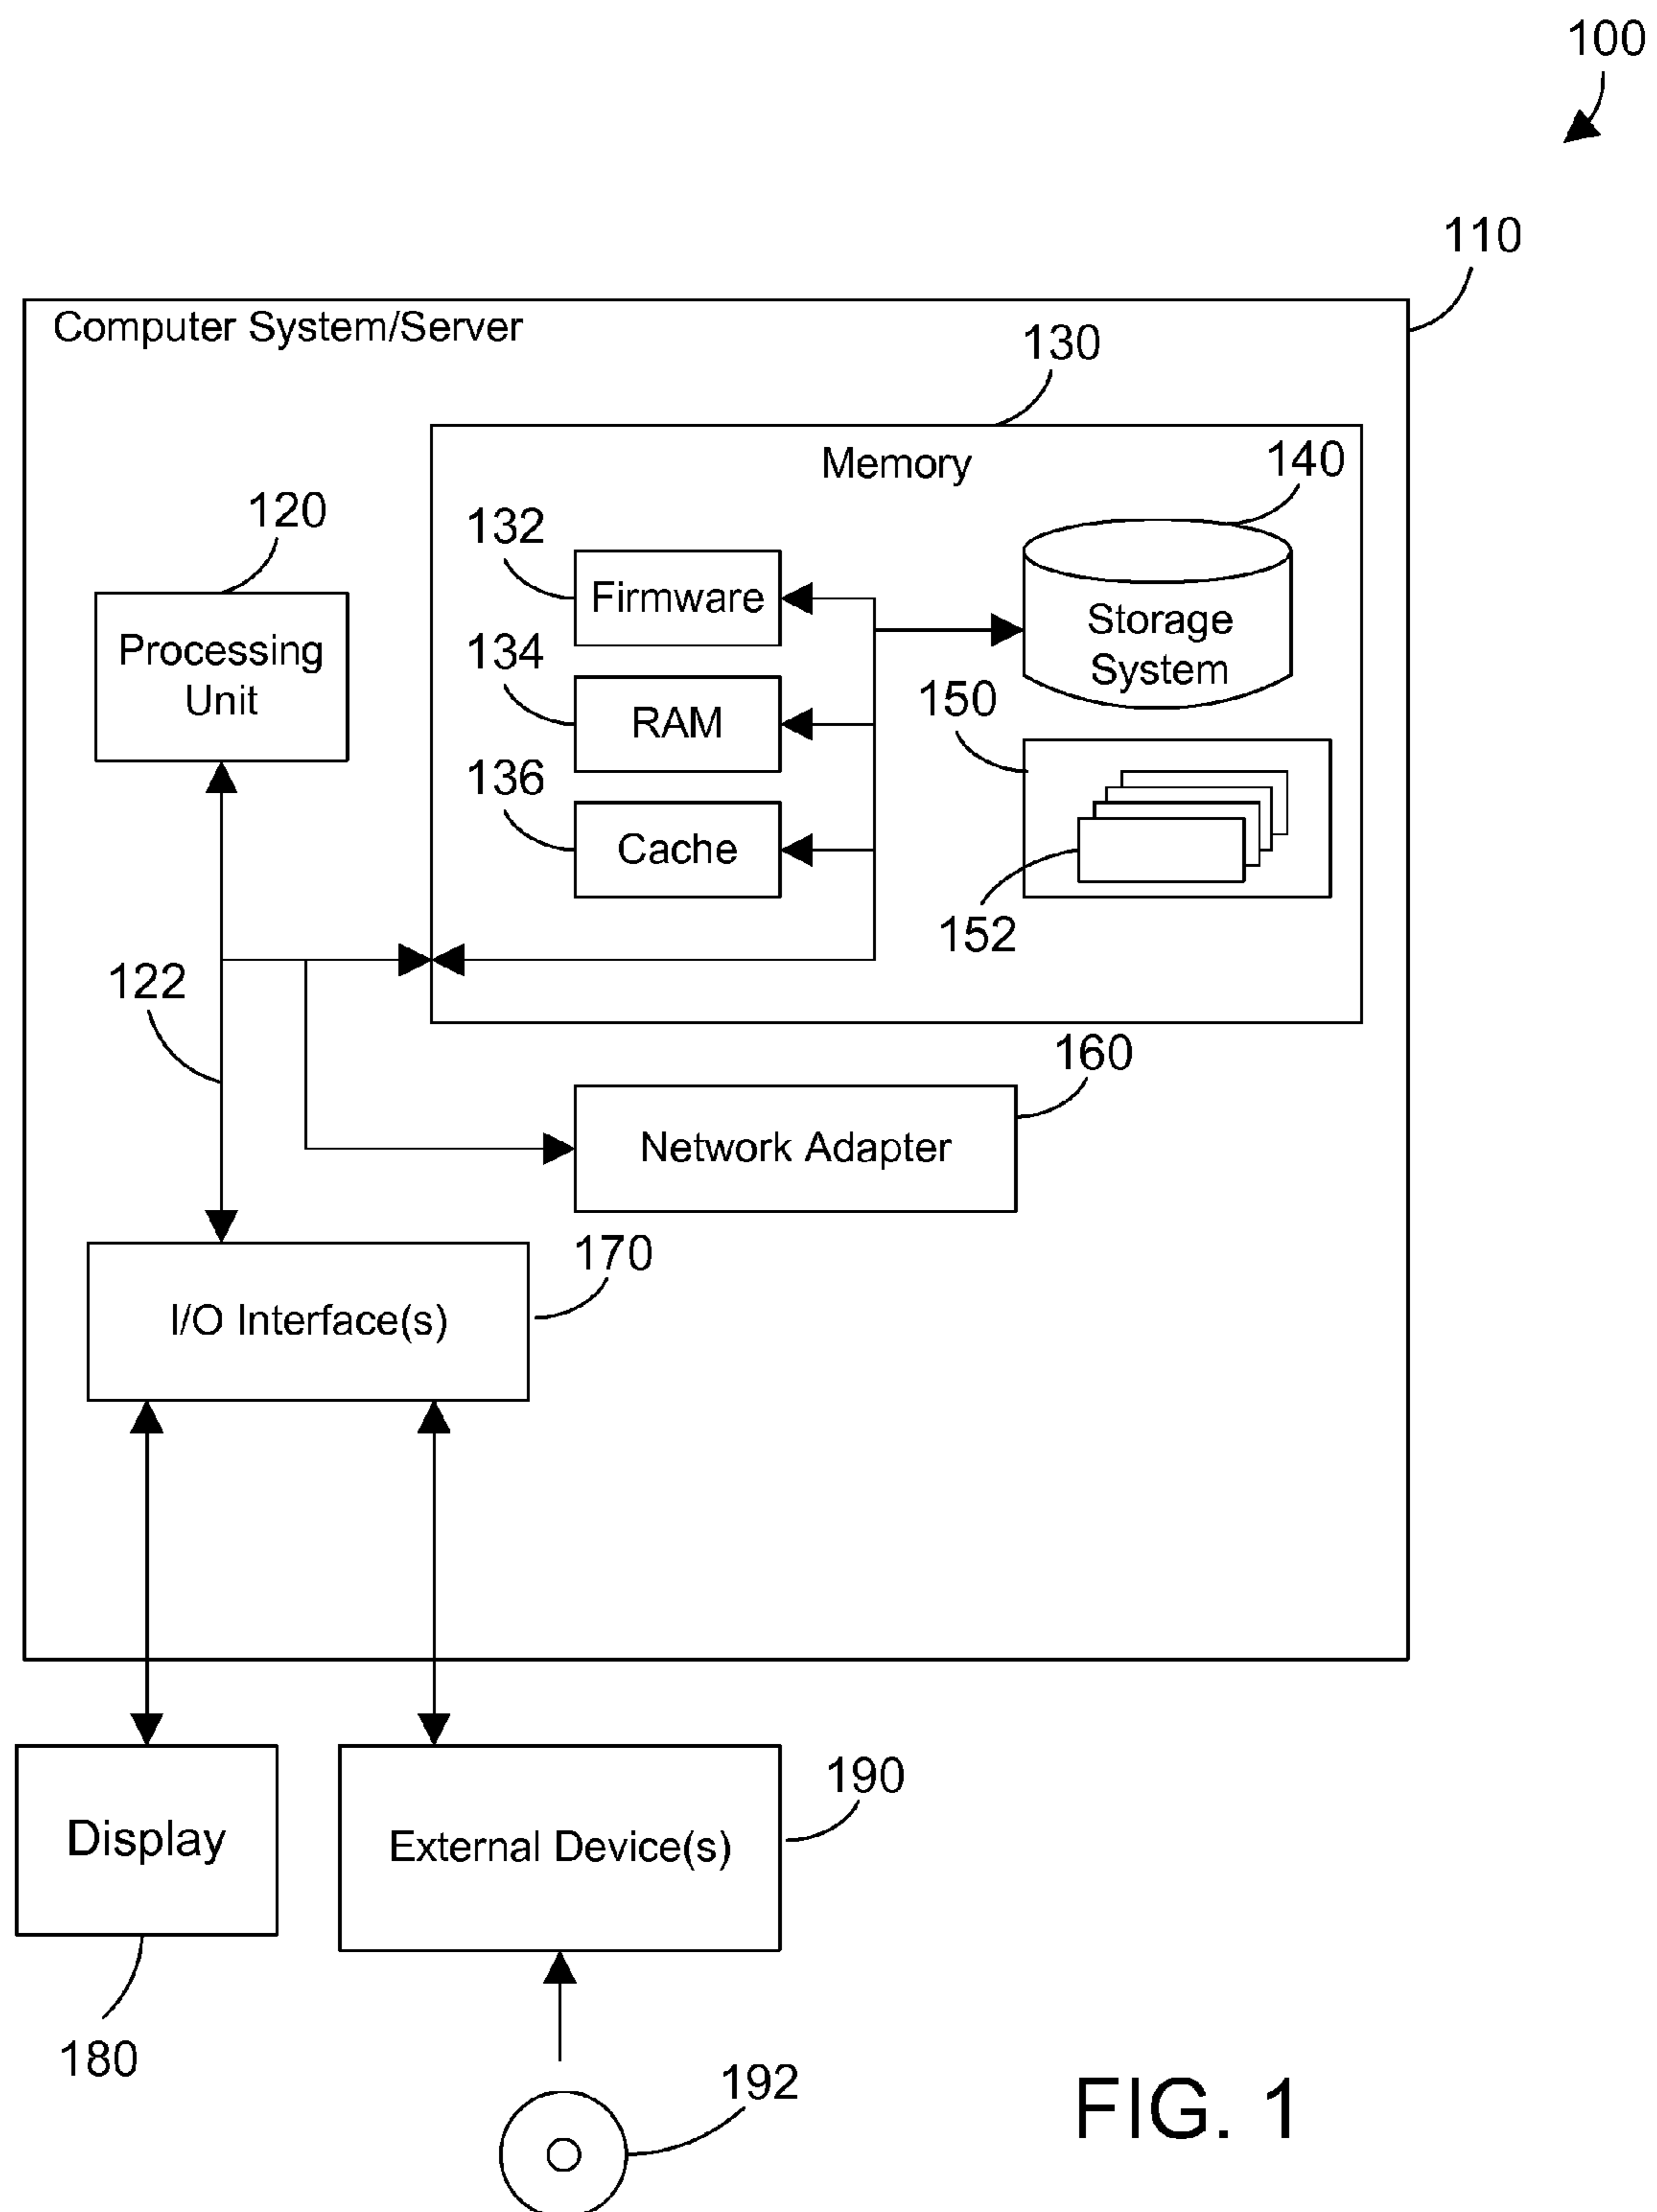 100
110
Computer System/Server
130
Memory
140
120
132
Firmware
Processing
Unit
Storage
System
134
RAM
150
136
Cache
152
122
160
Network Adapter
170
I/O Interface(s)
190
Display
External Device(s)
180
192
FIG. 1